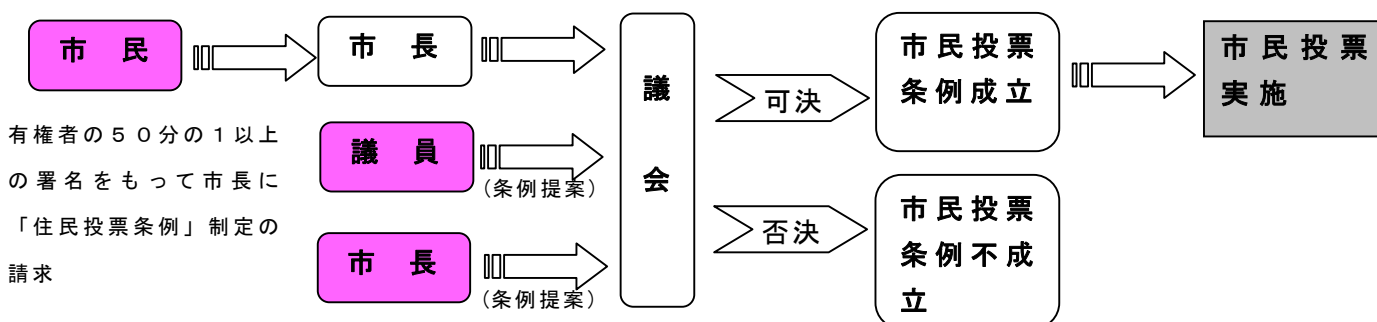 市 民
有権者の５０分の１以上
の署名をもって市長に
「住民投票条例」制定の
請求
市 長
議 員
(条例提案)
市 長
(条例提案)
議
会
可決
否決
市民投票
条例成立
市民投票
条例不成
立
市民投票
実施